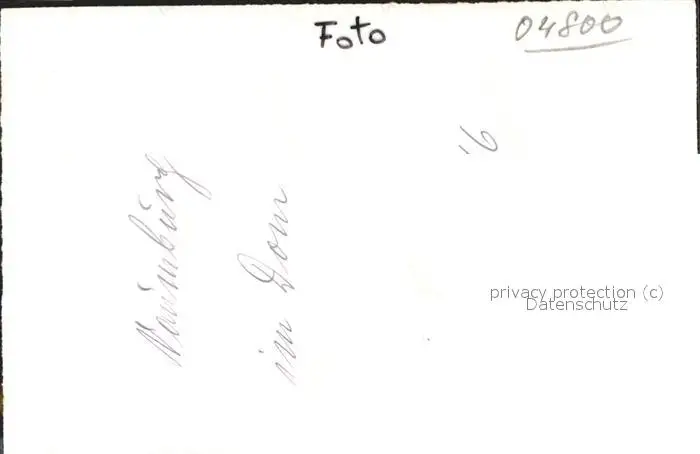 Foto
04800
Naumburg
im Dom
privacy protection (c)
Datenschutz